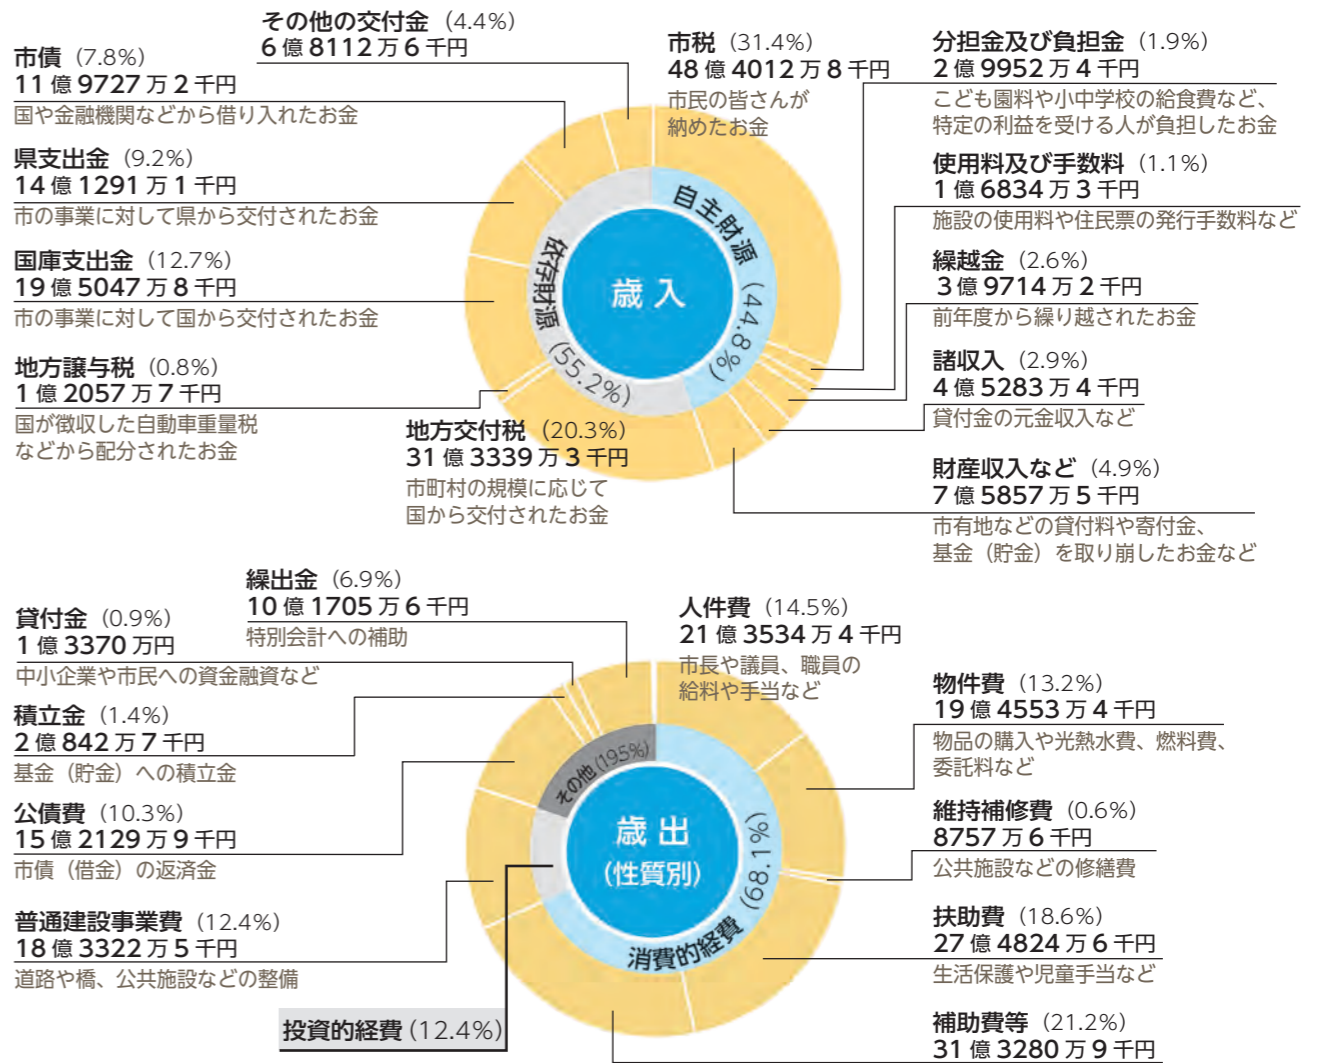 その他の交付金（4.4%）
6億8112万6千円
市債（7.8%）
11億9727万2千円
国や金融機関などから借り入れたお金
県支出金（9.2%）
14億1291万1千円
市の事業に対して県から交付されたお金
国庫支出金（12.7%）
19億5047万8千円
市の事業に対して国から交付されたお金
地方譲与税（0.8%）
1億2057万7千円
国が徴収した自動車重量税
などから配分されたお金
地方交付税（20.3%）
31億3339万3千円
市町村の規模に応じて
国から交付されたお金
市税（31.4%）
48億4012万8千円
市民の皆さんが
納めたお金
歳入
自主財源（44.8%）
依存財源（55.2%）
分担金及び負担金（1.9%）
2億9952万4千円
こども園料や小中学校の給食費など、
特定の利益を受ける人が負担したお金
使用料及び手数料（1.1%）
1億6834万3千円
施設の使用料や住民票の発行手数料など
繰越金（2.6%）
3億9714万2千円
前年度から繰り越されたお金
諸収入（2.9%）
4億5283万4千円
貸付金の元金収入など
財産収入など（4.9%）
7億5857万5千円
市有地などの貸付料や寄付金、
基金（貯金）を取り崩したお金など
繰出金（6.9%）
10億1705万6千円
特別会計への補助
貸付金（0.9%）
1億3370万円
中小企業や市民への資金融資など
積立金（1.4%）
2億842万7千円
基金（貯金）への積立金
公債費（10.3%）
15億2129万9千円
市債（借金）の返済金
普通建設事業費（12.4%）
18億3322万5千円
道路や橋、公共施設などの整備
投資的経費（12.4%）
歳出
（性質別）
その他（195%）
消費的経費（68.1%）
人件費（14.5%）
21億3534万4千円
市長や議員、職員の
給料や手当など
物件費（13.2%）
19億4553万4千円
物品の購入や光熱水費、燃料費、
委託料など
維持補修費（0.6%）
8757万6千円
公共施設などの修繕費
扶助費（18.6%）
27億4824万6千円
生活保護や児童手当など
補助費等（21.2%）
31億3280万9千円